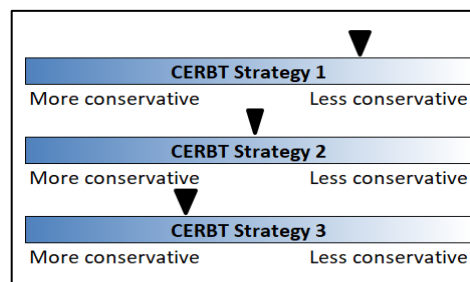 CERBT Strategy 1
More conservative Less conservative
CERBT Strategy 2
More conservative Less conservative
CERBT Strategy 3
More conservative Less conservative